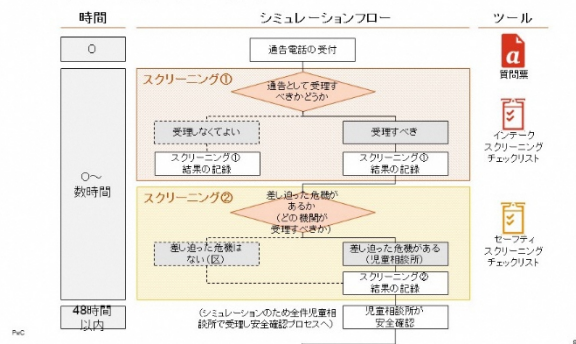 時間
シミュレーションフロー
ツール
0
通告電話の受付
質問票
スクリーニング①
通告として受理す
べきかどうか
受理しなくてよい
受理すべき
スクリーニング①
結果の記録
スクリーニング①
結果の記録
インテーク
スクリーニング
チェックリスト
0～
数時間
スクリーニング②
差し迫った危機が
あるか
(どの機関が
受理すべきか)
差し迫った危機は
ない(区)
差し迫った危機がある
(児童相談所)
スクリーニング②
結果の記録
セーフティ
スクリーニング
チェックリスト
48時間
以内
(シミュレーションのため全件児童相
談所で受理し安全確認プロセスへ)
児童相談所が
安全確認
PwC